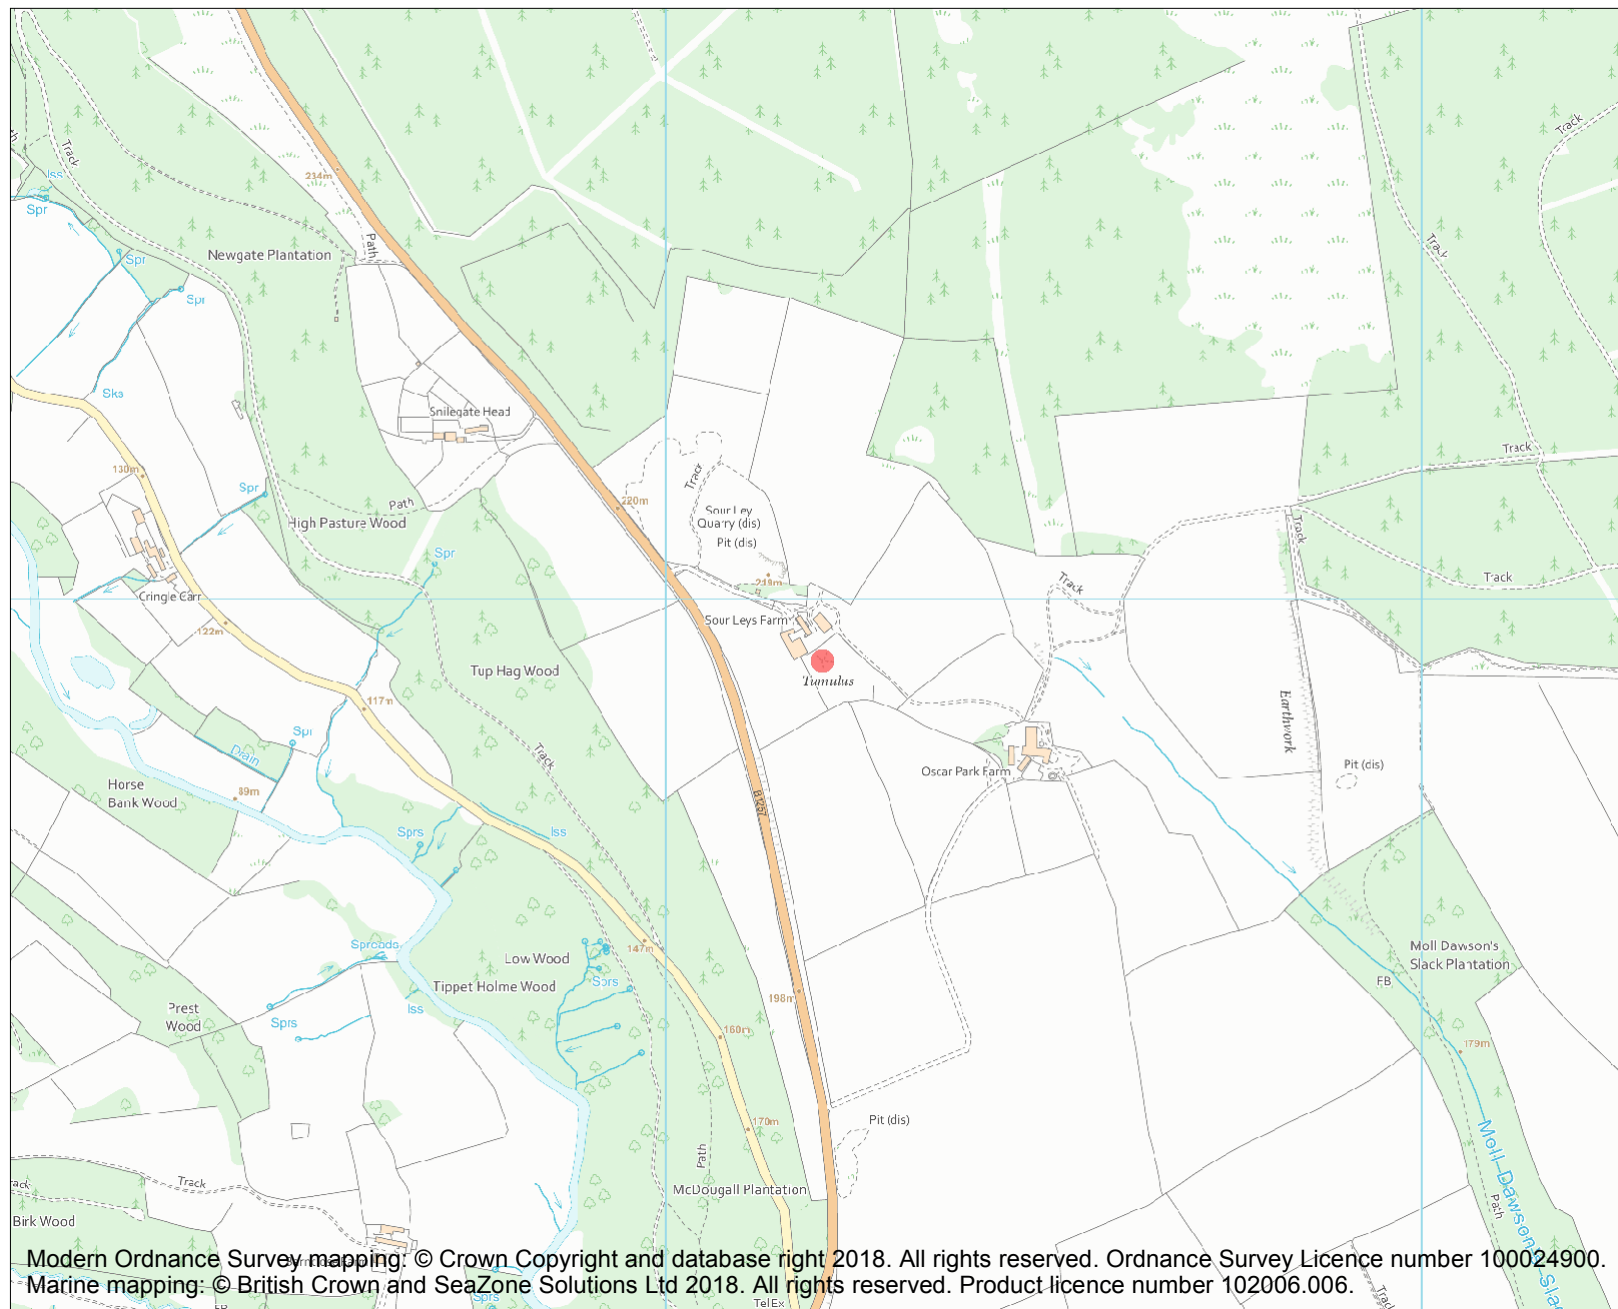 Track
Iss
Spr
234m
Track
Track
Path
Newgate Plantation
Spr
Spr
Track
Sks
Snilegate Head
130m
Spr
Path
High Pasture Wood
Track
220m
Sour Ley
Quarry (dis)
Pit (dis)
Track
Track
Spr
219m
Track
Track
Cringle Carr
122m
Sour Leys Farm
Tup Hag Wood
Tumulus
117m
Spr
Drain
Track
Earthwork
Oscar Park Farm
Pit (dis)
Horse
Bank Wood
89m
B1257
Sprs
Iss
Spreads
147m
Low Wood
Moll Dawson's
Slack Plantation
Sprs
Tippet Holme Wood
FB
198m
Prest
Wood
Iss
Sprs
160m
179m
170m
Pit (dis)
Path
Track
McDougall Plantation
Moll Dawson's Slac
Path
Birk Wood
Modern Ordnance Survey mapping: © Crown Copyright and database right 2018. All rights reserved. Ordnance Survey Licence number 100024900.
Marine mapping: © British Crown and SeaZone Solutions Ltd 2018. All rights reserved. Product licence number 102006.006.
Sprs
TelEx
Trac